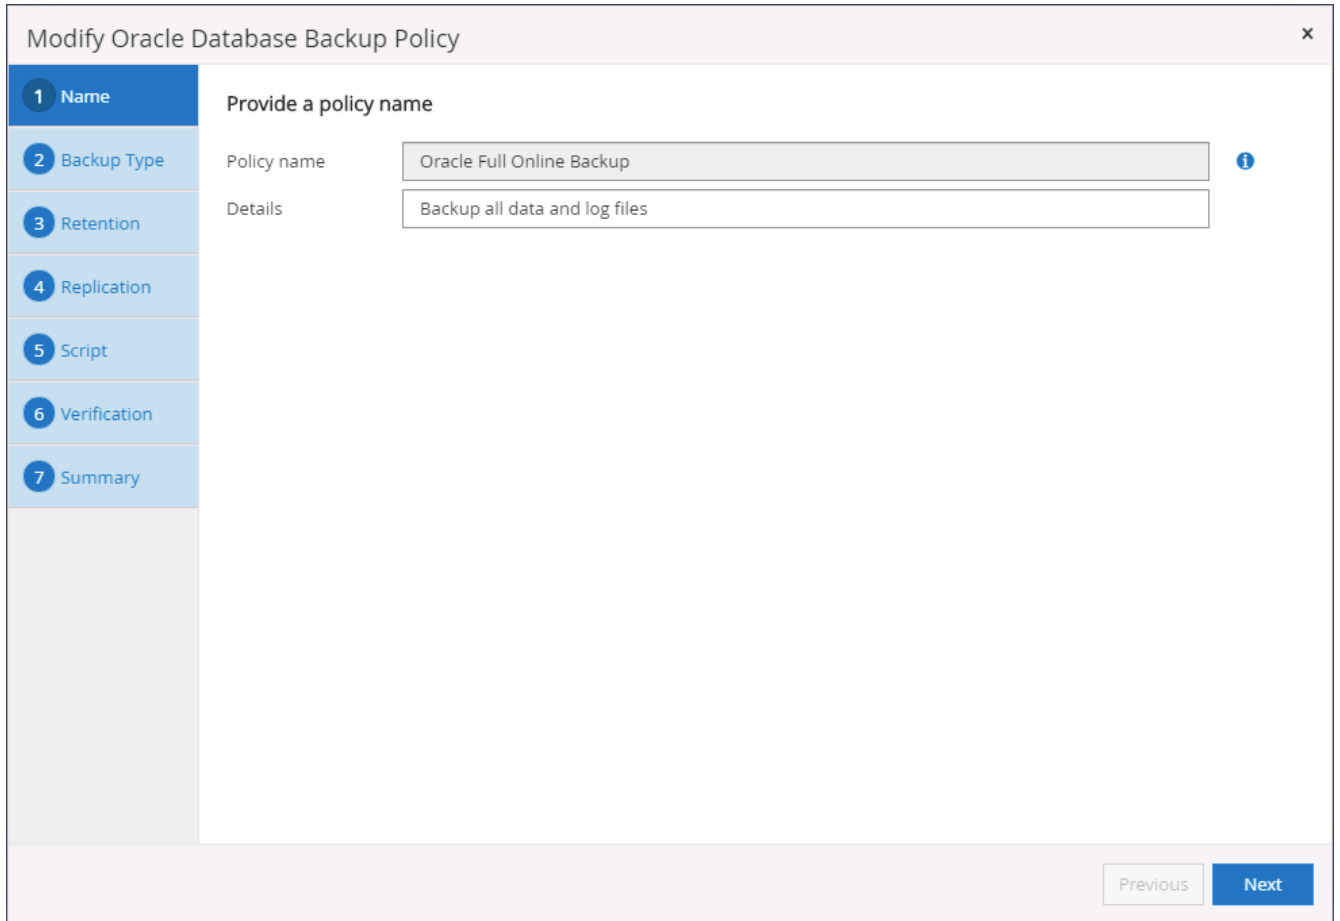 Modify Oracle Database Backup Policy
x
1 Name
2 Backup Type
3 Retention
4 Replication
5 Script
6 Verification
7 Summary
Provide a policy name
Policy name Oracle Full Online Backup i
Details Backup all data and log files
Previous Next